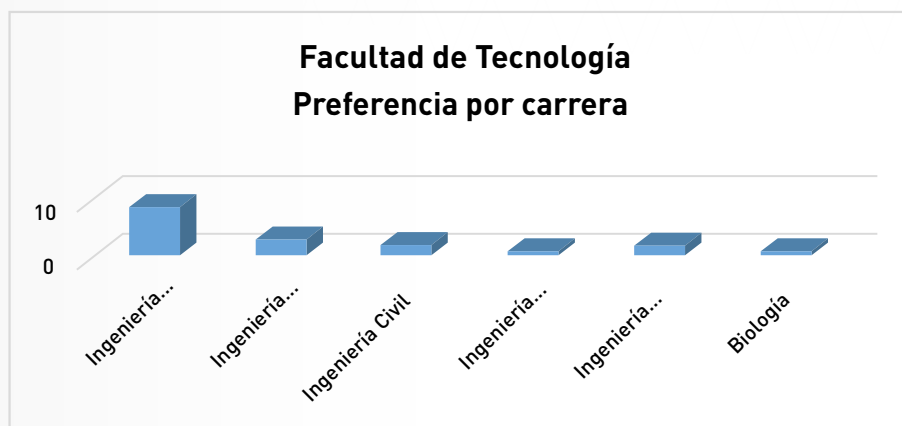 Facultad de Tecnología
Preferencia por carrera
10
0
Ingeniería...
Ingeniería...
Ingeniería Civil
Ingeniería...
Ingeniería...
Biología